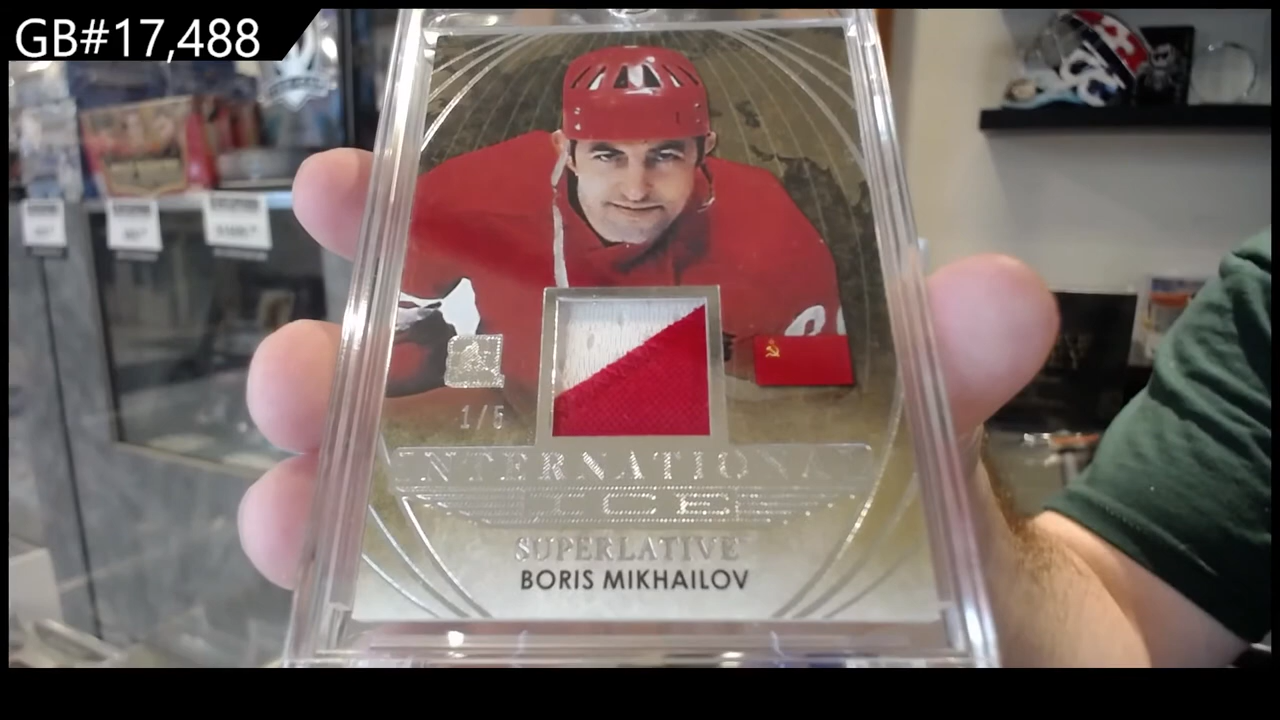 GB#17,488
1/5
INTERNATIONAL
ICE
SUPERLATIVE
BORIS MIKHAILOV